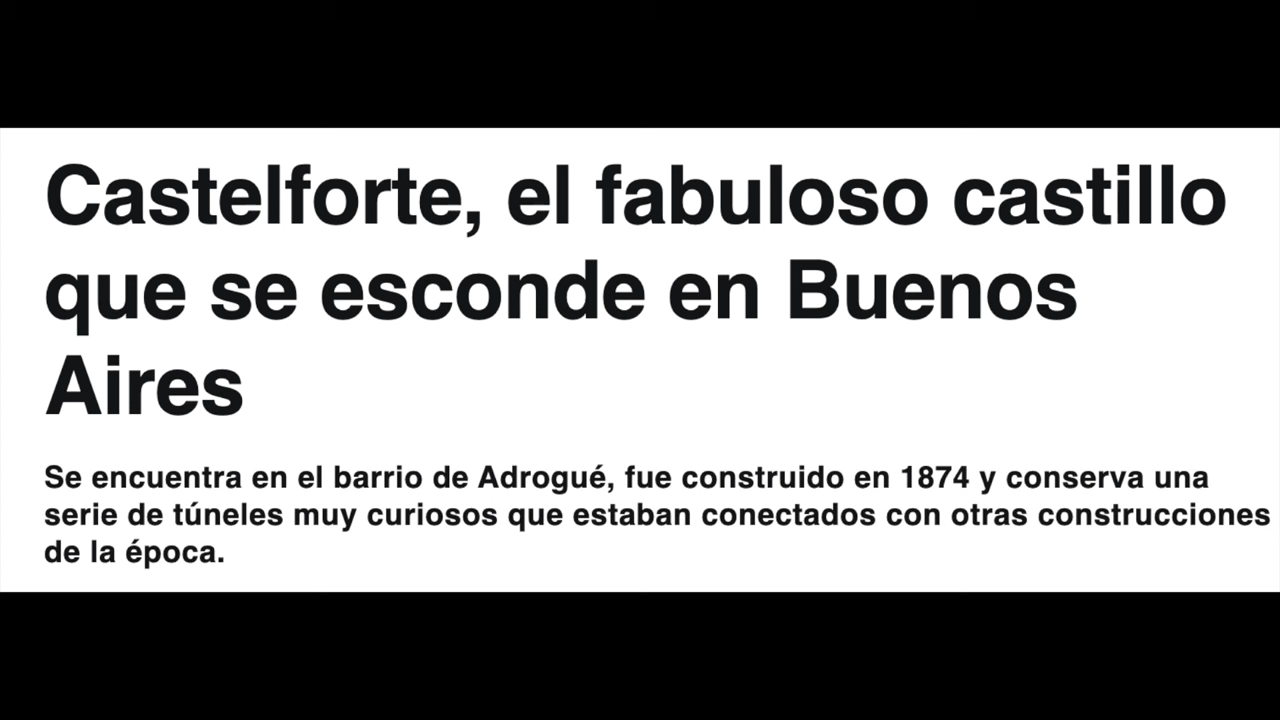 Castelforte, el fabuloso castillo
que se esconde en Buenos
Aires
Se encuentra en el barrio de Adrogué, fue construido en 1874 y conserva una
serie de túneles muy curiosos que estaban conectados con otras construcciones
de la época.